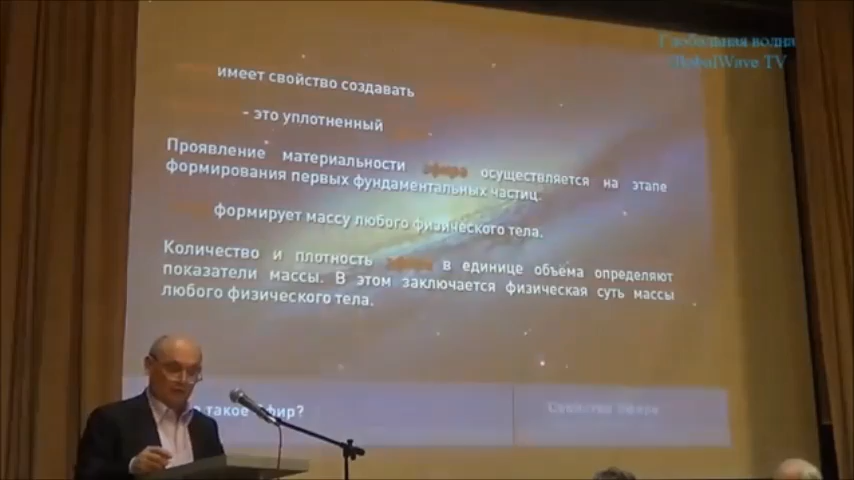 Глобальная волна
GlobalWave TV
имеет свойство создавать
- это уплотненный
Проявление материальности эфира осуществляется на этапе
формирования первых фундаментальных частиц.
формирует массу любого физического тела.
Количество и плотность эфира в единице объёма определяют
показатели массы. В этом заключается физическая суть массы
любого физического тела.
такое Эфир?
Свойства Эфира